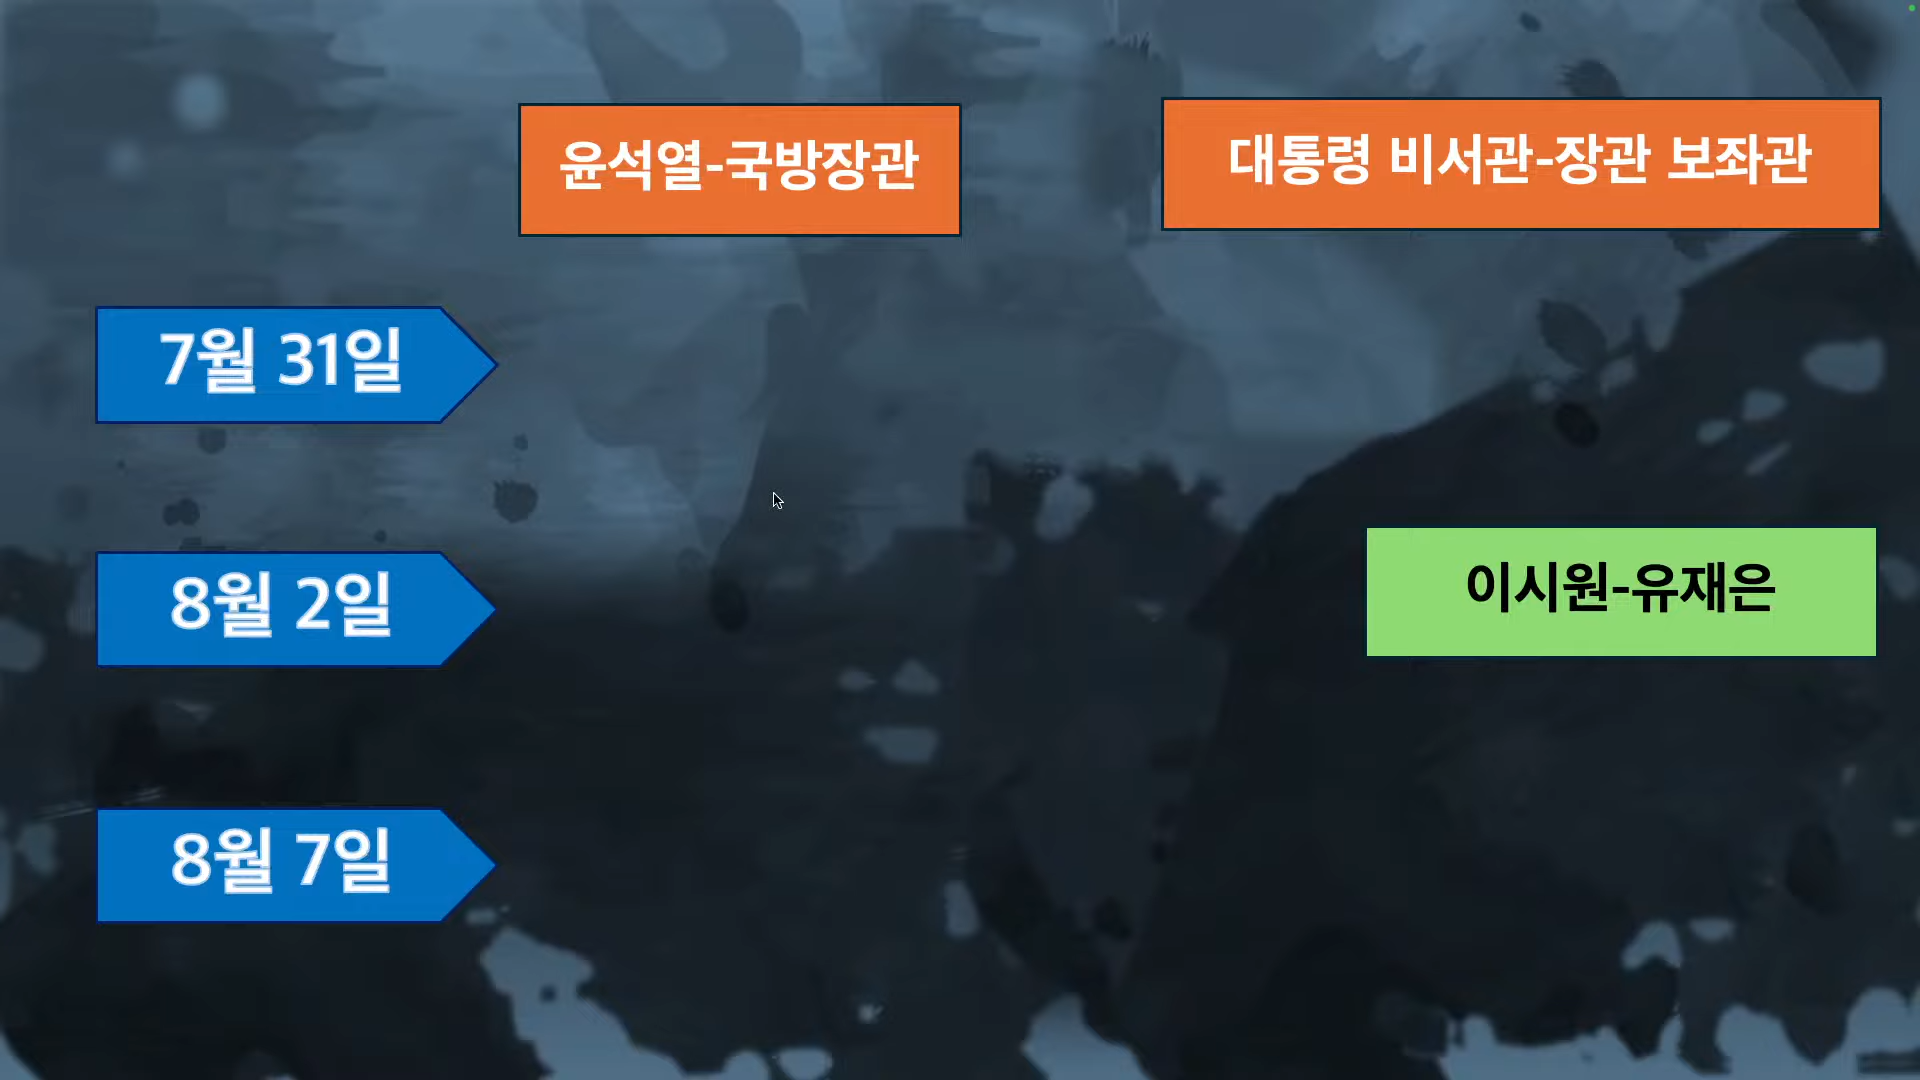 윤석열-국방장관
대통령 비서관-장관 보좌관
7월 31일
8월 2일
이시원-유재은
8월 7일